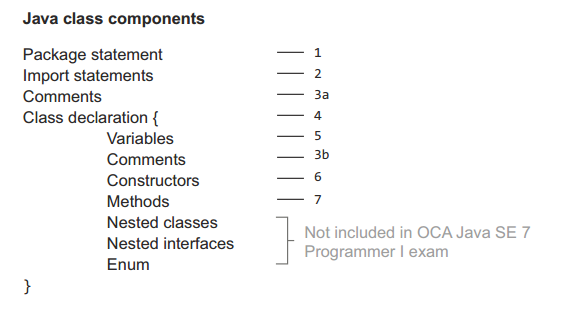 Java class components
Package statement 1
Import statements 2
Comments 3a
Class declaration { 4
Variables 5
Comments 3b
Constructors 6
Methods 7
Nested classes
Nested interfaces
Enum
Not included in OCA Java SE 7
Programmer I exam
}